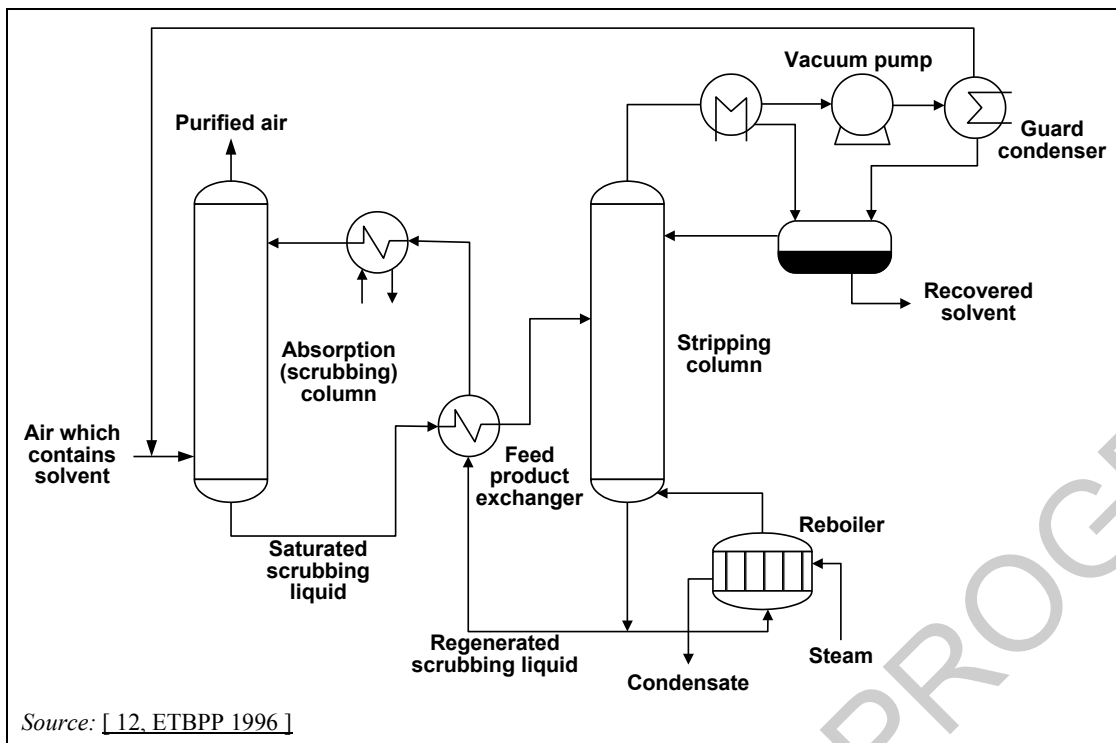 Vacuum pump
Purified air
Guard
condenser
Recovered
solvent
Absorption
(scrubbing)
column
Stripping
column
Air which
contains
solvent
Feed
product
exchanger
Reboiler
Saturated
scrubbing
liquid
Regenerated
scrubbing liquid
Steam
Condensate
Source: [ 12, ETBPP 1996 ]